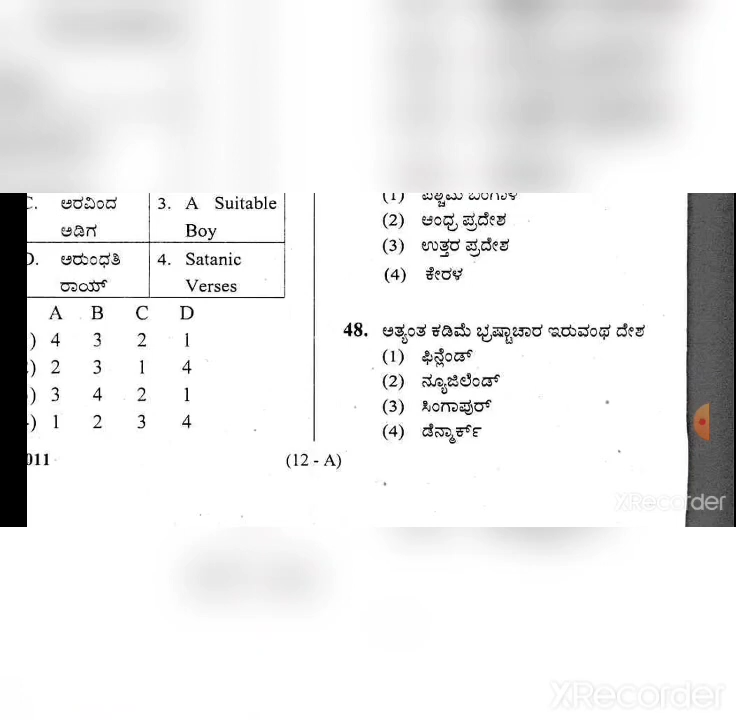 C. ಅರವಿಂದ ಅಡಿಗ 3. A Suitable Boy
D. ಅರುಂಧತಿ ರಾಯ್ 4. Satanic Verses
A B C D
) 4 3 2 1
) 2 3 1 4
) 3 4 2 1
) 1 2 3 4
011
(12 - A)
(1) ಪಶ್ಚಿಮ ಬಂಗಾಳ
(2) ಆಂಧ್ರ ಪ್ರದೇಶ
(3) ಉತ್ತರ ಪ್ರದೇಶ
(4) ಕೇರಳ
48. ಅತ್ಯಂತ ಕಡಿಮೆ ಭ್ರಷ್ಟಾಚಾರ ಇರುವಂಥ ದೇಶ
(1) ಫಿನ್ಲೆಂಡ್
(2) ನ್ಯೂಜಿಲೆಂಡ್
(3) ಸಿಂಗಾಪುರ್
(4) ಡೆನ್ಮಾರ್ಕ್
XRecorder
XRecorder